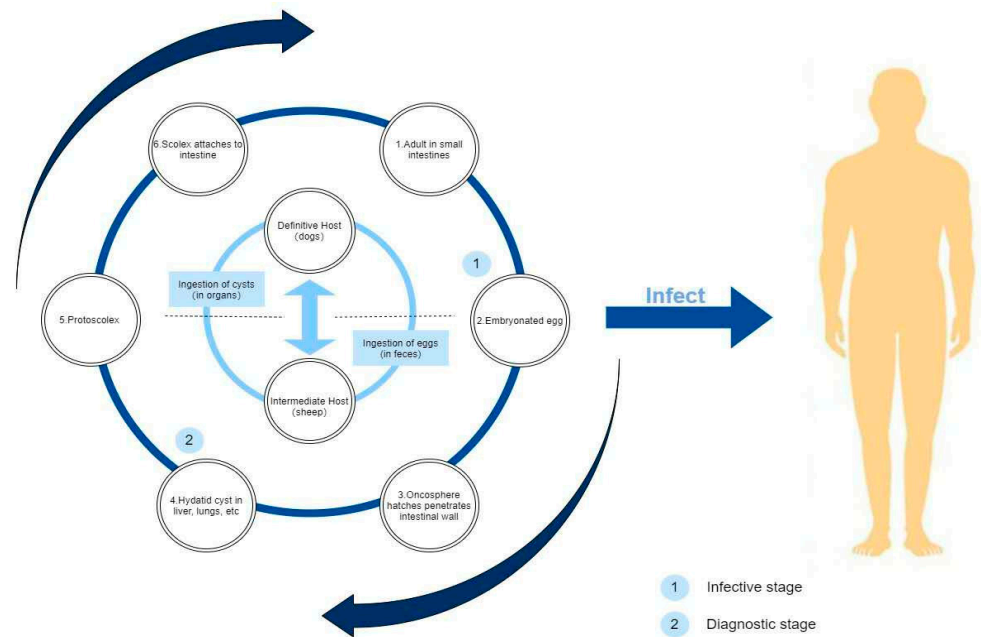 6.Scolex attaches to
intestine
1.Adult in small
intestines
Definitive Host
(dogs)
1
Ingestion of cysts
(in organs)
Infect
5.Protoscolex
2.Embryonated egg
Ingestion of eggs
(in feces)
Intermediate Host
(sheep)
2
4.Hydatid cyst in
liver, lungs, etc
3.Oncosphere
hatches penetrates
intestinal wall
1 Infective stage
2 Diagnostic stage